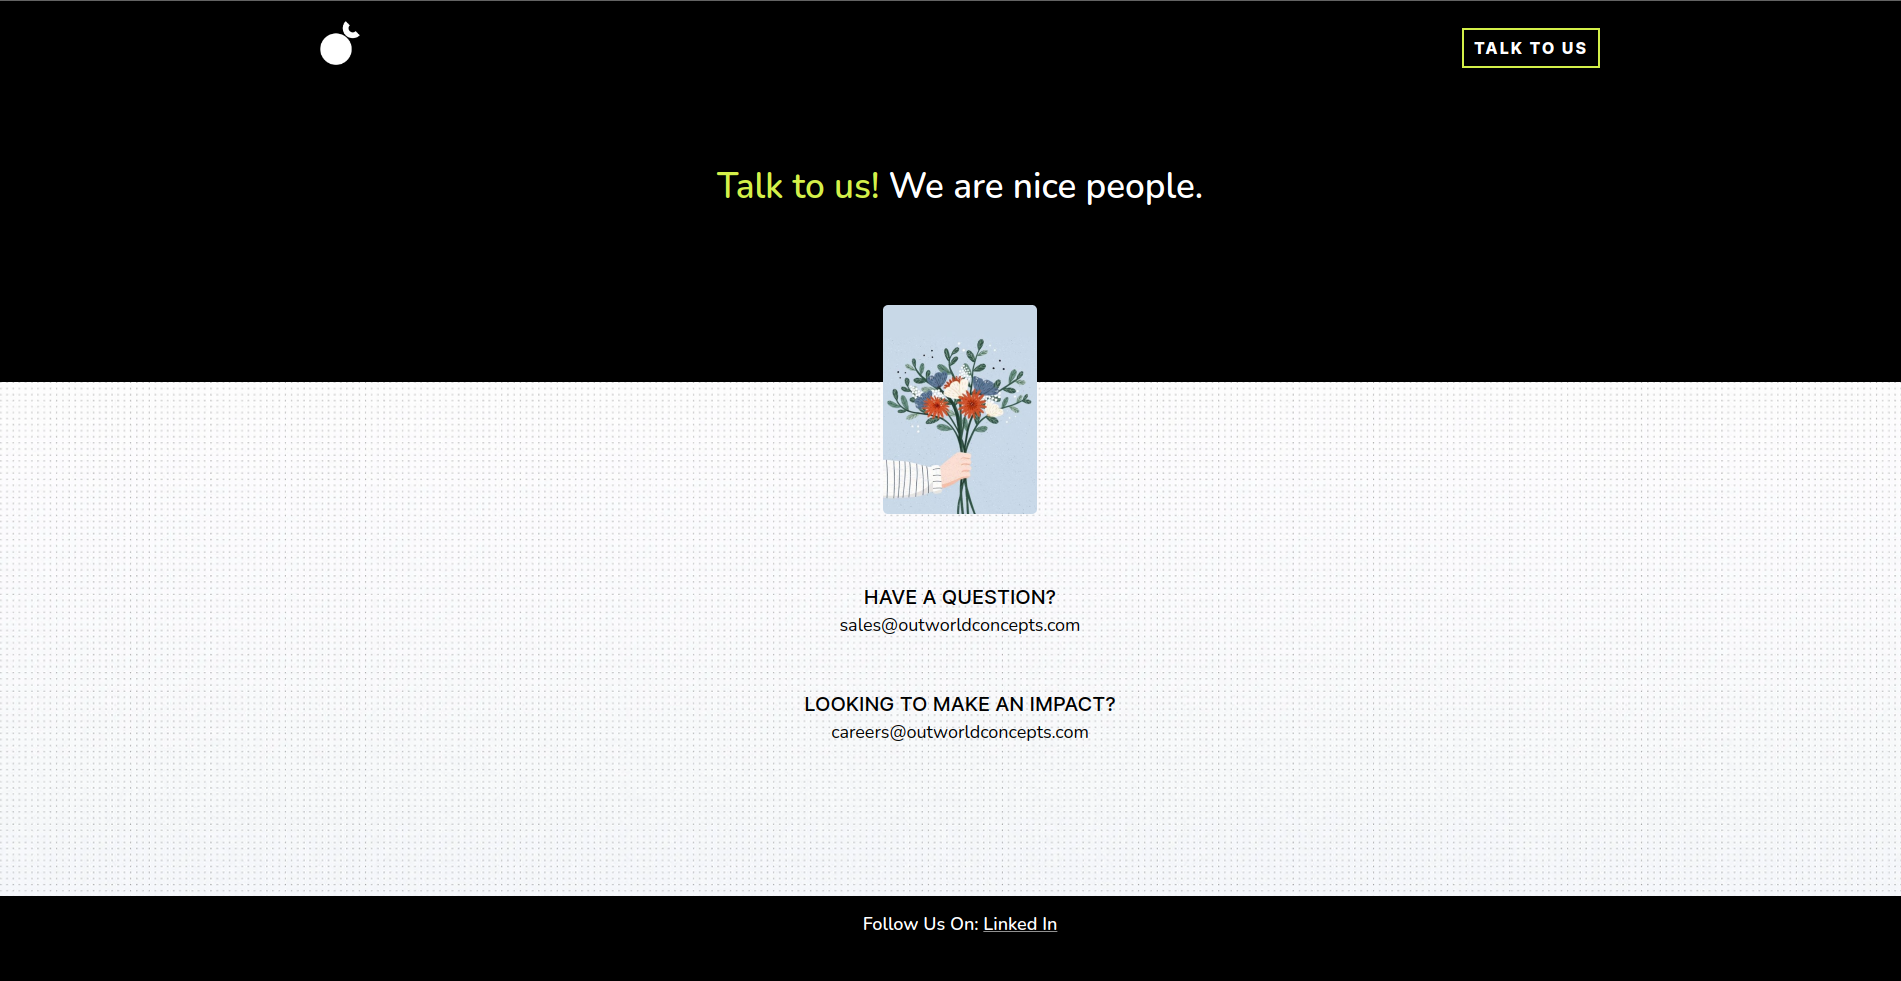 TALK TO US
Talk to us! We are nice people.
HAVE A QUESTION?
sales@outworldconcepts.com
LOOKING TO MAKE AN IMPACT?
careers@outworldconcepts.com
Follow Us On: Linked In